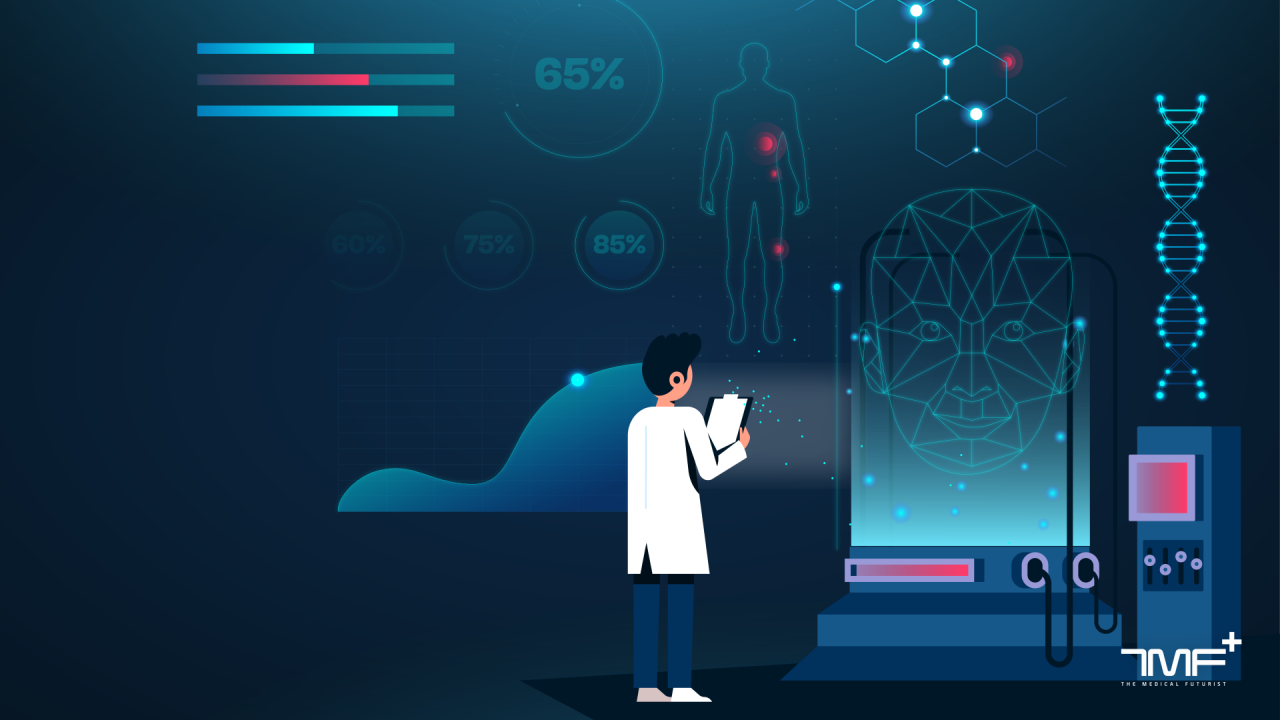 65%
60% 75% 85%
TMF+
THE MEDICAL FUTURIST